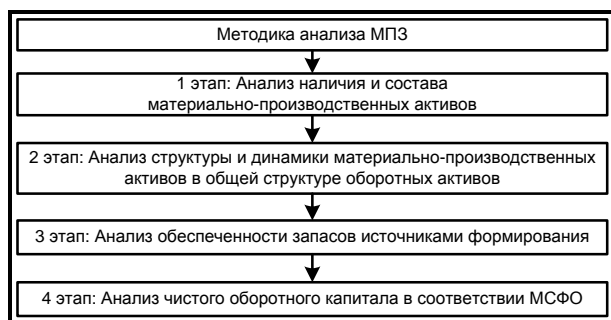 Методика анализа МПЗ
1 этап: Анализ наличия и состава
материально-производственных активов
2 этап: Анализ структуры и динамики материально-производственных
активов в общей структуре оборотных активов
3 этап: Анализ обеспеченности запасов источниками формирования
4 этап: Анализ чистого оборотного капитала в соответствии МСФО